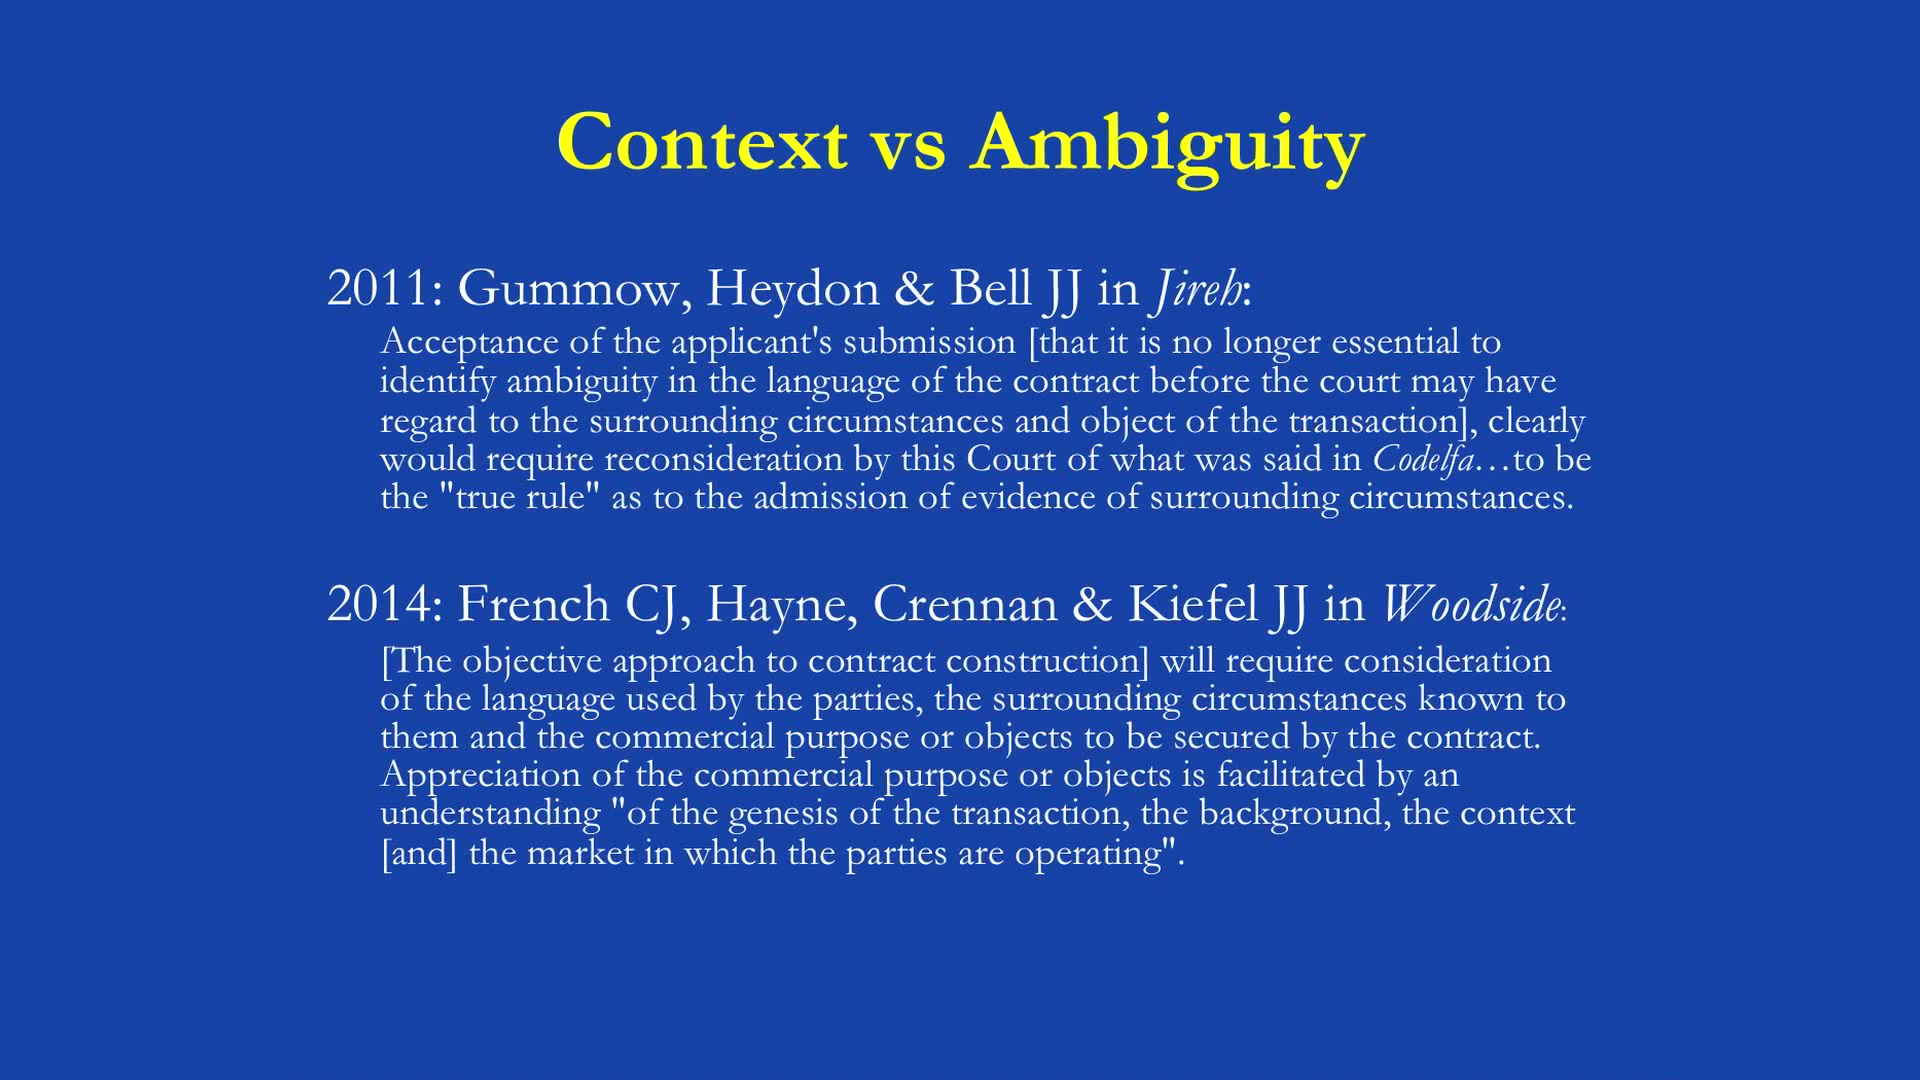 Context vs Ambiguity
2011: Gummow, Heydon & Bell JJ in Jireh:
Acceptance of the applicant's submission [that it is no longer essential to
identify ambiguity in the language of the contract before the court may have
regard to the surrounding circumstances and object of the transaction], clearly
would require reconsideration by this Court of what was said in Codelfa…to be
the "true rule" as to the admission of evidence of surrounding circumstances.
2014: French CJ, Hayne, Crennan & Kiefel JJ in Woodside:
[The objective approach to contract construction] will require consideration
of the language used by the parties, the surrounding circumstances known to
them and the commercial purpose or objects to be secured by the contract.
Appreciation of the commercial purpose or objects is facilitated by an
understanding "of the genesis of the transaction, the background, the context
[and] the market in which the parties are operating".